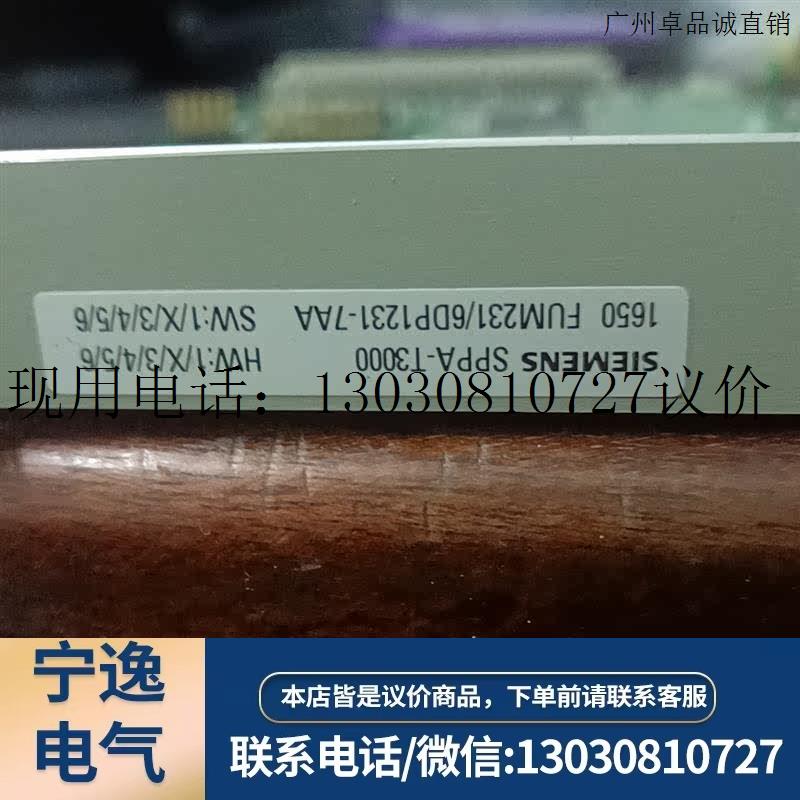 广州卓品诚直销
SIEMENS SPPA-T3000 HW:1/X/3/4/5/6
1650 FUM231/6DP1231-7AA SW:1/X/3/4/5/6
现用电话：13030810727议价
宁逸
电气
本店皆是议价商品，下单前请联系客服
联系电话/微信:13030810727